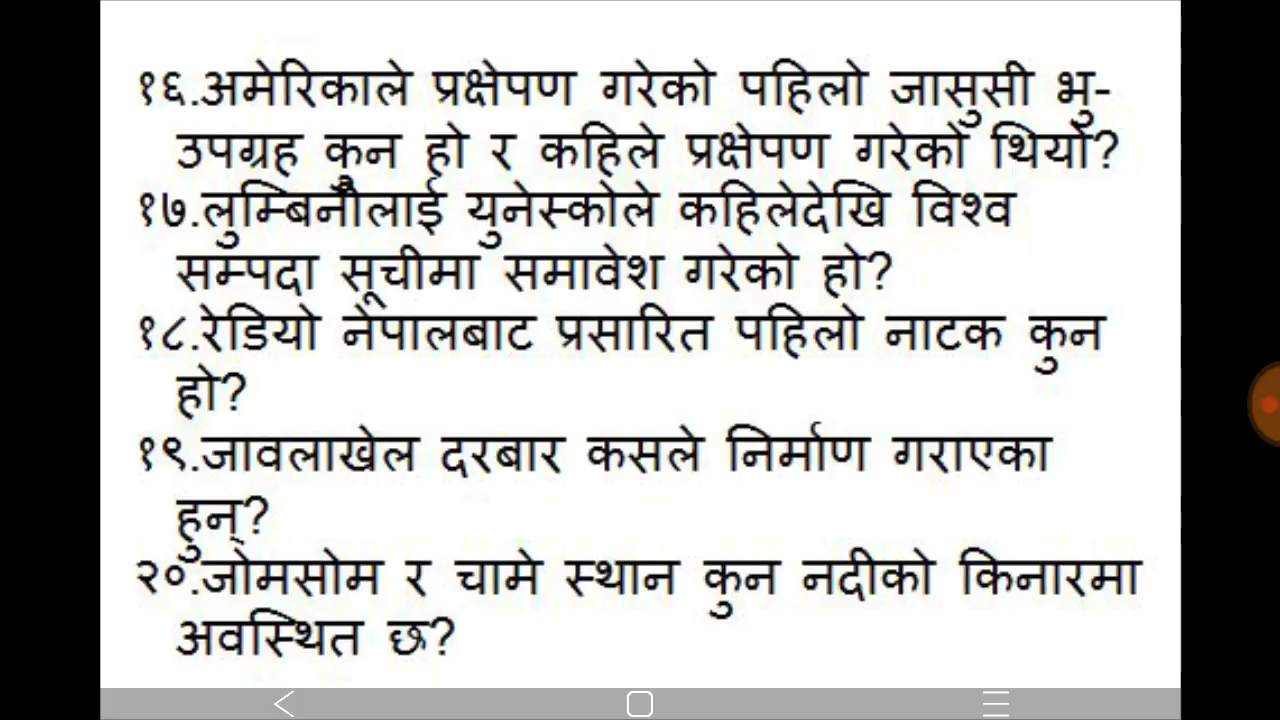 १६.अमेरिकाले प्रक्षेपण गरेको पहिलो जासुसी भु-
उपग्रह कुन हो र कहिले प्रक्षेपण गरेको थियो?
१७.लुम्बिनीलाई युनेस्कोले कहिलेदेखि विश्व
सम्पदा सूचीमा समावेश गरेको हो?
१८.रेडियो नेपालबाट प्रसारित पहिलो नाटक कुन
हो?
१९.जावलाखेल दरबार कसले निर्माण गराएका
हुन्?
२०.जोमसोम र चामे स्थान कुन नदीको किनारमा
अवस्थित छ?